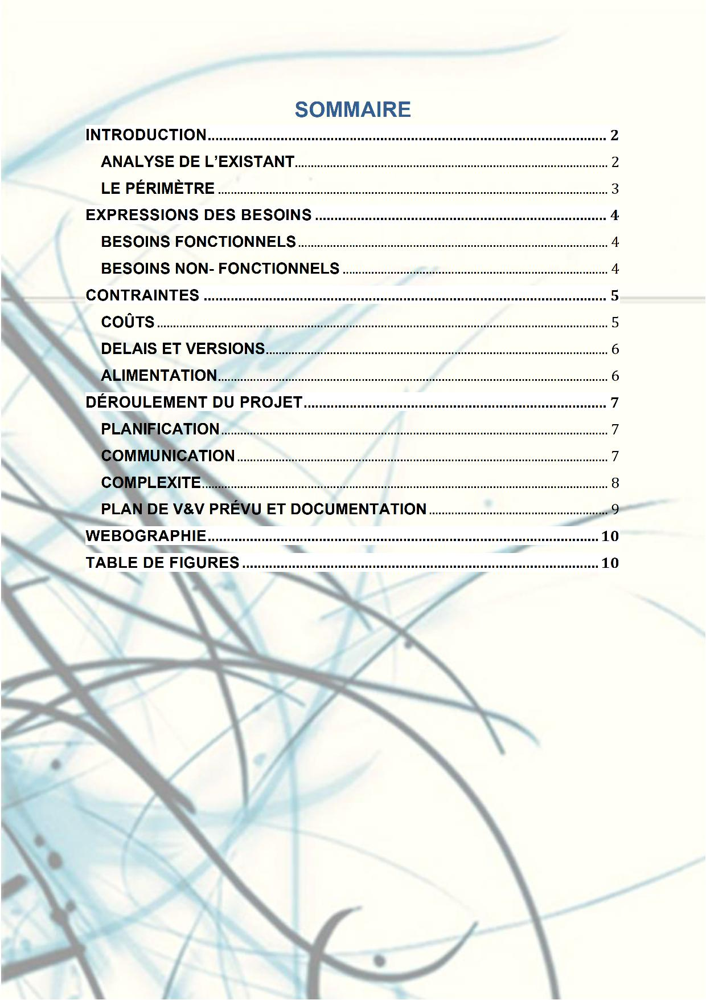 SOMMAIRE
INTRODUCTION 2
ANALYSE DE L’EXISTANT 2
LE PÉRIMÈTRE 3
EXPRESSIONS DES BESOINS 4
BESOINS FONCTIONNELS 4
BESOINS NON- FONCTIONNELS 4
CONTRAINTES 5
COÛTS 5
DELAIS ET VERSIONS 6
ALIMENTATION 6
DÉROULEMENT DU PROJET 7
PLANIFICATION 7
COMMUNICATION 7
COMPLEXITE 8
PLAN DE V&V PRÉVU ET DOCUMENTATION 9
WEBOGRAPHIE 10
TABLE DE FIGURES 10